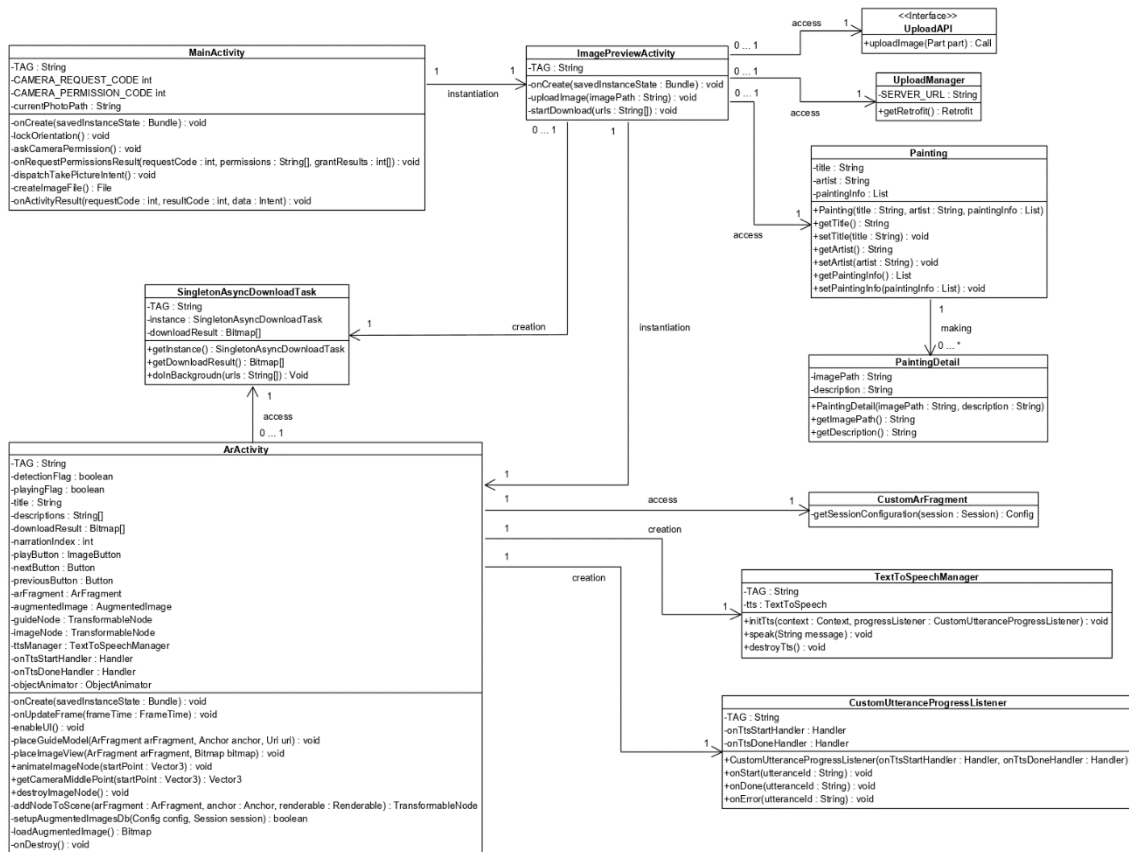 MainActivity
-TAG : String
-CAMERA_REQUEST_CODE int
-CAMERA_PERMISSION_CODE int
-currentPhotoPath : String
-onCreate(savedInstanceState : Bundle) : void
-lockOrientation() : void
-askCameraPermission() : void
-onRequestPermissionsResult(requestCode : int, permissions : String[], grantResults : int[]) : void
-dispatchTakePictureIntent() : void
-createImageFile() : File
-onActivityResult(requestCode : int, resultCode : int, data : Intent) : void
1
1
instantiation
ImagePreviewActivity
-TAG : String
-onCreate(savedInstanceState : Bundle) : void
-uploadImage(imagePath : String) : void
-startDownload(urls : String[]) : void
0 ... 1
access
1
<<Interface>>
UploadAPI
+uploadImage(Part part) : Call
0 ... 1
1
access
UploadManager
-SERVER_URL : String
+getRetrofit() : Retrofit
0 ... 1
1
access
Painting
-title : String
-artist : String
-paintingInfo : List
+Painting(title : String, artist : String, paintingInfo : List)
+getTitle() : String
+setTitle(title : String) : void
+getArtist() : String
+setArtist(artist : String) : void
+getPaintingInfo() : List
+setPaintingInfo(paintingInfo : List) : void
1
making
0 ... *
PaintingDetail
-imagePath : String
-description : String
+PaintingDetail(imagePath : String, description : String)
+getImagePath() : String
+getDescription() : String
0 ... 1
1
creation
1
instantiation
1
SingletonAsyncDownloadTask
-TAG : String
-instance : SingletonAsyncDownloadTask
-downloadResult : Bitmap[]
+getInstance() : SingletonAsyncDownloadTask
+getDownloadResult() : Bitmap[]
+doInBackgroudn(urls : String[]) : Void
1
access
0 ... 1
ArActivity
-TAG : String
-detectionFlag : boolean
-playingFlag : boolean
-title : String
-descriptions : String[]
-downloadResult : Bitmap[]
-narrationIndex : int
-playButton : ImageButton
-nextButton : Button
-previousButton : Button
-arFragment : ArFragment
-augmentedImage : AugmentedImage
-guideNode : TransformableNode
-imageNode : TransformableNode
-ttsManager : TextToSpeechManager
-onTtsStartHandler : Handler
-onTtsDoneHandler : Handler
-objectAnimator : ObjectAnimator
-onCreate(savedInstanceState : Bundle) : void
-onUpdateFrame(frameTime : FrameTime) : void
-enableUI() : void
-placeGuideModel(ArFragment arFragment, Anchor anchor, Uri uri) : void
-placeImageView(ArFragment arFragment, Bitmap bitmap) : void
+animateImageNode(startPoint : Vector3) : void
+getCameraMiddlePoint(startPoint : Vector3) : Vector3
+destroyImageNode() : void
-addNodeToScene(arFragment : ArFragment, anchor : Anchor, renderable : Renderable) : TransformableNode
-setupAugmentedImagesDb(Config config, Session session) : boolean
-loadAugmentedImage() : Bitmap
-onDestroy() : void
1
access
1
CustomArFragment
-getSessionConfiguration(session : Session) : Config
1
creation
1
TextToSpeechManager
-TAG : String
-tts : TextToSpeech
+initTts(context : Context, progressListener : CustomUtteranceProgressListener) : void
+speak(String message) : void
+destroyTts() : void
1
creation
1
CustomUtteranceProgressListener
-TAG : String
-onTtsStartHandler : Handler
-onTtsDoneHandler : Handler
+CustomUtteranceProgressListener(onTtsStartHandler : Handler, onTtsDoneHandler : Handler)
+onStart(utteranceId : String) : void
+onDone(utteranceId : String) : void
+onError(utteranceId : String) : void